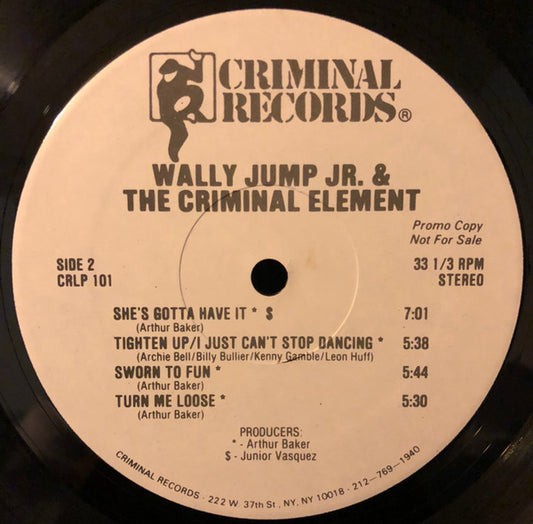 CRIMINAL
RECORDS®
WALLY JUMP JR. &
THE CRIMINAL ELEMENT
Promo Copy
Not For Sale
SIDE 2
CRLP 101
33 1/3 RPM
STEREO
SHE'S GOTTA HAVE IT * $ 7:01
(Arthur Baker)
TIGHTEN UP/I JUST CAN'T STOP DANCING * 5:38
(Archie Bell/Billy Bullier/Kenny Gamble/Leon Huff)
SWORN TO FUN * 5:44
(Arthur Baker)
TURN ME LOOSE * 5:30
(Arthur Baker)
PRODUCERS:
* - Arthur Baker
$ - Junior Vasquez
CRIMINAL RECORDS - 222 W. 37th St., NY, NY 10018 - 212-769-1940